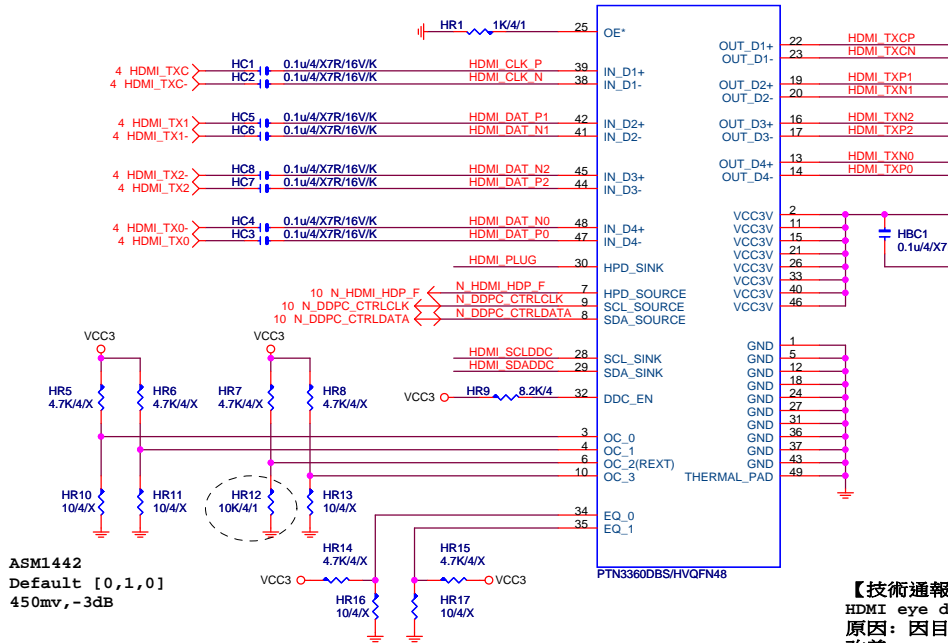 HR1 1K/4/1
25 OE*
4 HDMI_TXC HC1 0.1u/4/X7R/16V/K HDMI_CLK_P 39 IN_D1+
4 HDMI_TXC- HC2 0.1u/4/X7R/16V/K HDMI_CLK_N 38 IN_D1-
4 HDMI_TX1 HC5 0.1u/4/X7R/16V/K HDMI_DAT_P1 42 IN_D2+
4 HDMI_TX1- HC6 0.1u/4/X7R/16V/K HDMI_DAT_N1 41 IN_D2-
4 HDMI_TX2- HC8 0.1u/4/X7R/16V/K HDMI_DAT_N2 45 IN_D3+
4 HDMI_TX2 HC7 0.1u/4/X7R/16V/K HDMI_DAT_P2 44 IN_D3-
4 HDMI_TX0- HC4 0.1u/4/X7R/16V/K HDMI_DAT_N0 48 IN_D4+
4 HDMI_TX0 HC3 0.1u/4/X7R/16V/K HDMI_DAT_P0 47 IN_D4-
HDMI_PLUG 30 HPD_SINK
10 N_HDMI_HDP_F N_HDMI_HDP_F 7 HPD_SOURCE
10 N_DDPC_CTRLCLK N_DDPC_CTRLCLK 9 SCL_SOURCE
10 N_DDPC_CTRLDATA N_DDPC_CTRLDATA 8 SDA_SOURCE
HDMI_SCLDDC 28 SCL_SINK
HDMI_SDADDC 29 SDA_SINK
VCC3 HR9 8.2K/4 32 DDC_EN
3 OC_0
4 OC_1
6 OC_2(REXT)
10 OC_3
34 EQ_0
35 EQ_1
OUT_D1+ 22 HDMI_TXCP
OUT_D1- 23 HDMI_TXCN
OUT_D2+ 19 HDMI_TXP1
OUT_D2- 20 HDMI_TXN1
OUT_D3+ 16 HDMI_TXN2
OUT_D3- 17 HDMI_TXP2
OUT_D4+ 13 HDMI_TXN0
OUT_D4- 14 HDMI_TXP0
VCC3V 2
VCC3V 11
VCC3V 15
VCC3V 21
VCC3V 26
VCC3V 33
VCC3V 40
VCC3V 46
HBC1
0.1u/4/X7
GND 1
GND 5
GND 12
GND 18
GND 24
GND 27
GND 31
GND 36
GND 37
GND 43
THERMAL_PAD 49
PTN3360DBS/HVQFN48
VCC3 VCC3
HR5 4.7K/4/X
HR6 4.7K/4/X
HR7 4.7K/4/X
HR8 4.7K/4/X
HR10 10/4/X
HR11 10/4/X
HR12 10K/4/1
HR13 10/4/X
HR14 4.7K/4/X
HR15 4.7K/4/X
VCC3 VCC3
HR16 10/4/X
HR17 10/4/X
ASM1442
Default [0,1,0]
450mv,-3dB
【技術通報
HDMI eye d
原因: 因目